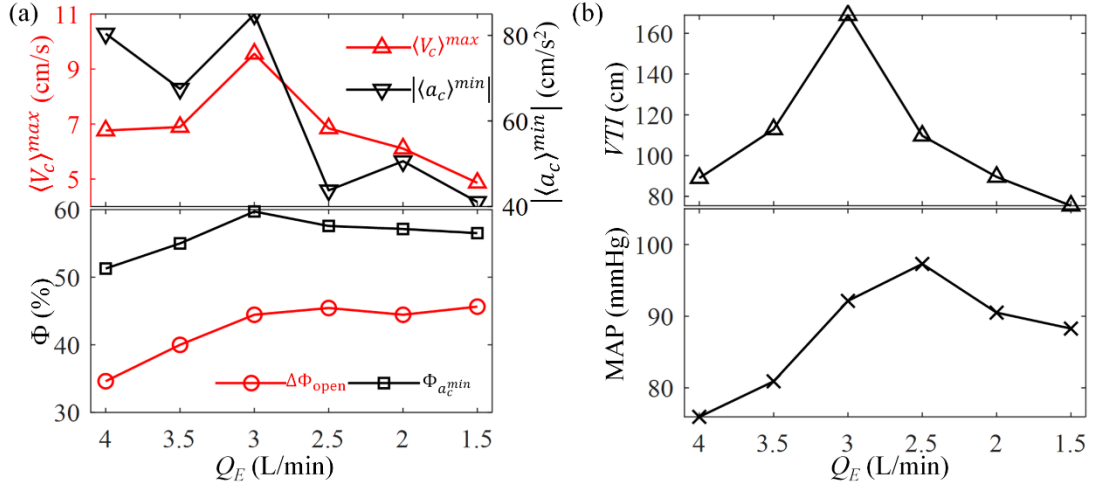 (a)
11
9
7
5
⟨V_c⟩^max (cm/s)
80
60
40
|⟨a_c⟩^min| (cm/s²)
⟨V_c⟩^max
|⟨a_c⟩^min|
60
50
40
30
Φ (%)
ΔΦ_open
Φ_{a_c^min}
4 3.5 3 2.5 2 1.5
Q_E (L/min)
(b)
160
140
120
100
80
VTI (cm)
100
90
80
MAP (mmHg)
4 3.5 3 2.5 2 1.5
Q_E (L/min)